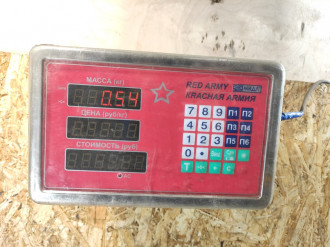 МАССА (кг)
0.54
ЦЕНА (руб/кг)
СТОИМОСТЬ (руб)
RED ARMY
КРАСНАЯ АРМИЯ
7 8 9 П1 П2
4 5 6 П3 П4
1 2 3 П5 П6
0
T